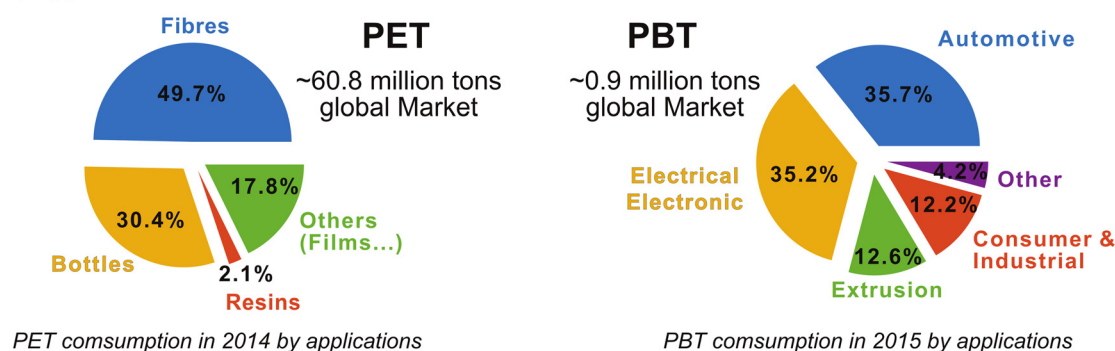 Fibres
PET
~60.8 million tons
global Market
49.7%
30.4%
17.8%
Others
(Films...)
Bottles
2.1%
Resins
PET comsumption in 2014 by applications
PBT
~0.9 million tons
global Market
Automotive
35.7%
Electrical
Electronic
35.2%
4.2%
Other
12.2%
Consumer &
Industrial
12.6%
Extrusion
PBT comsumption in 2015 by applications